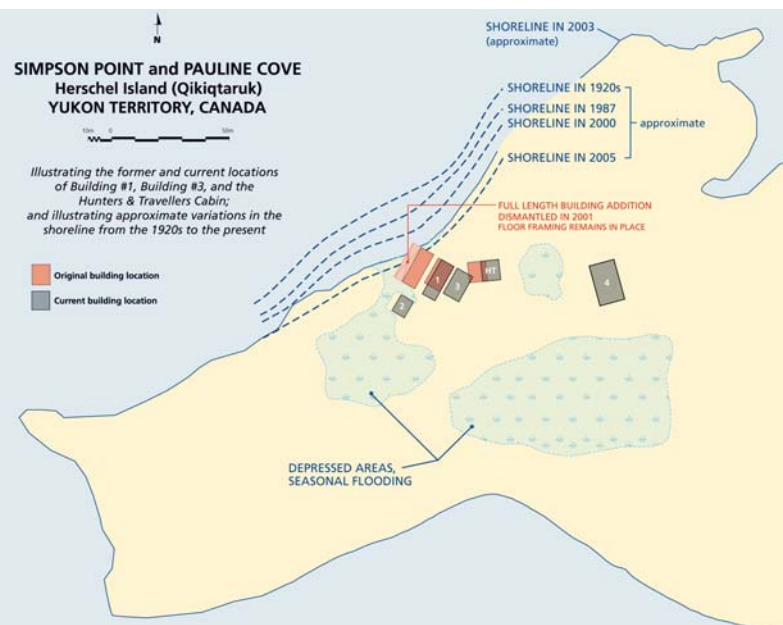 N
SIMPSON POINT and PAULINE COVE
Herschel Island (Qikiqtaruk)
YUKON TERRITORY, CANADA
10m 0 50m
Illustrating the former and current locations
of Building #1, Building #3, and the
Hunters & Travellers Cabin;
and illustrating approximate variations in the
shoreline from the 1920s to the present
Original building location
Current building location
SHORELINE IN 2003
(approximate)
SHORELINE IN 1920s
SHORELINE IN 1987
SHORELINE IN 2000
approximate
SHORELINE IN 2005
FULL LENGTH BUILDING ADDITION
DISMANTLED IN 2001
FLOOR FRAMING REMAINS IN PLACE
1
2
3
HT
4
DEPRESSED AREAS,
SEASONAL FLOODING